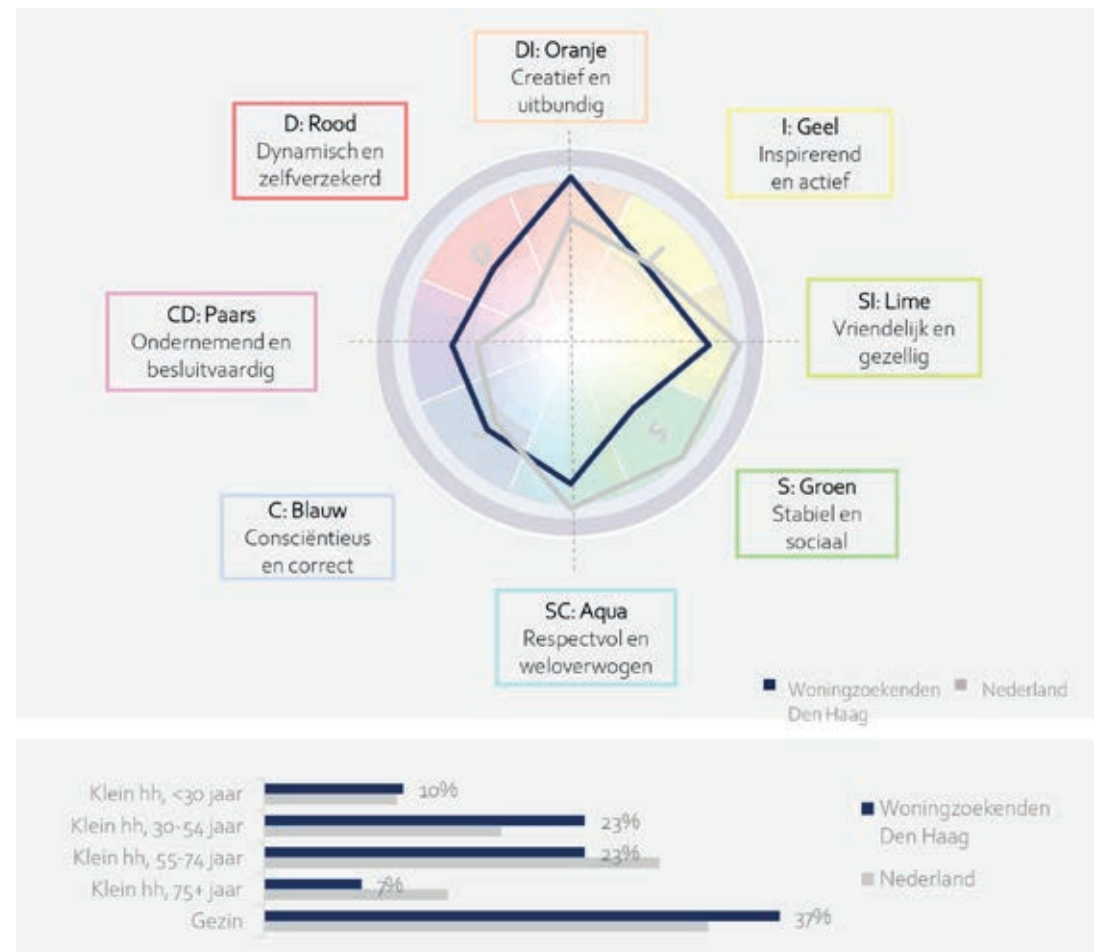 DI: Oranje
Creatief en
uitbundig
D: Rood
Dynamisch en
zelfverzekerd
I: Geel
Inspirerend
en actief
D
I
CD: Paars
Ondernemend en
besluitvaardig
SI: Lime
Vriendelijk en
gezellig
S
C: Blauw
Consciëntieus
en correct
S: Groen
Stabiel en
sociaal
SC: Aqua
Respectvol en
weloverwogen
Woningzoekenden
Den Haag
Nederland
Klein hh, <30 jaar 10%
Klein hh, 30-54 jaar 23%
Klein hh, 55-74 jaar 23%
Klein hh, 75+ jaar 7%
Gezin 37%
Woningzoekenden
Den Haag
Nederland